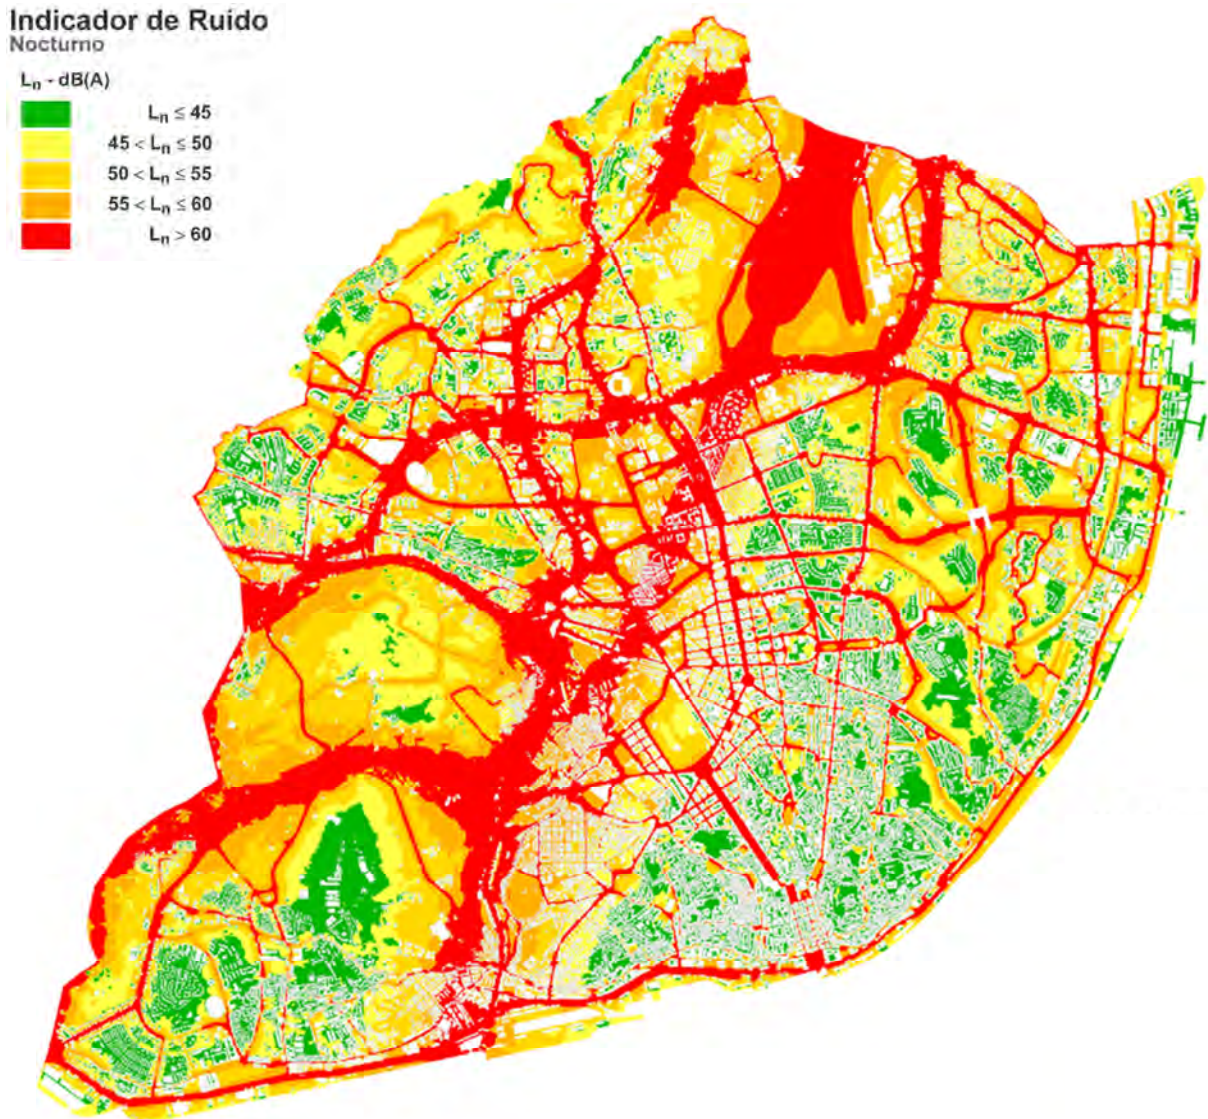 Indicador de Ruído
Nocturno
Ln - dB(A)
Ln ≤ 45
45 < Ln ≤ 50
50 < Ln ≤ 55
55 < Ln ≤ 60
Ln > 60